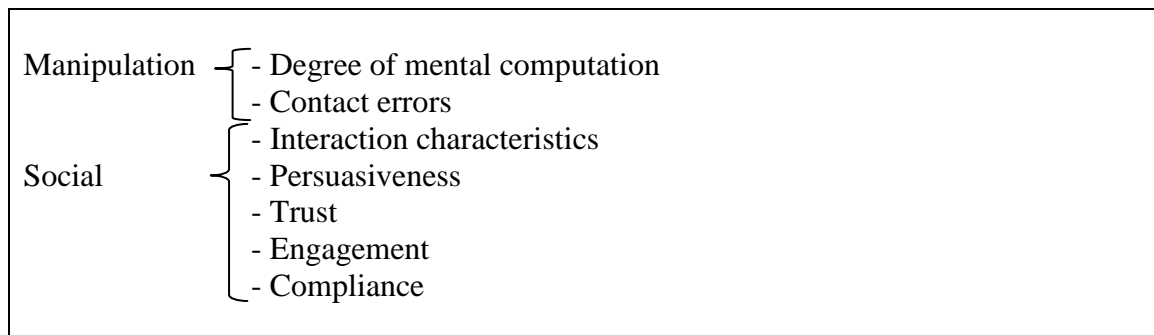 Manipulation - Degree of mental computation
- Contact errors
- Interaction characteristics
Social - Persuasiveness
- Trust
- Engagement
- Compliance